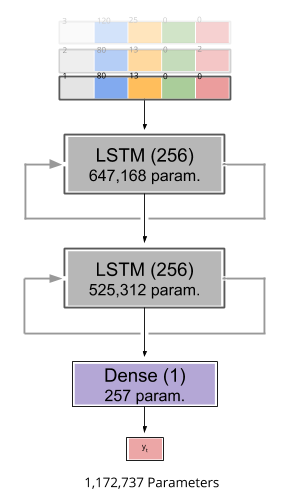 3 120 25 0 0
2 80 13 0 2
1 80 13 0 0
LSTM (256)
647,168 param.
LSTM (256)
525,312 param.
Dense (1)
257 param.
yt
1,172,737 Parameters